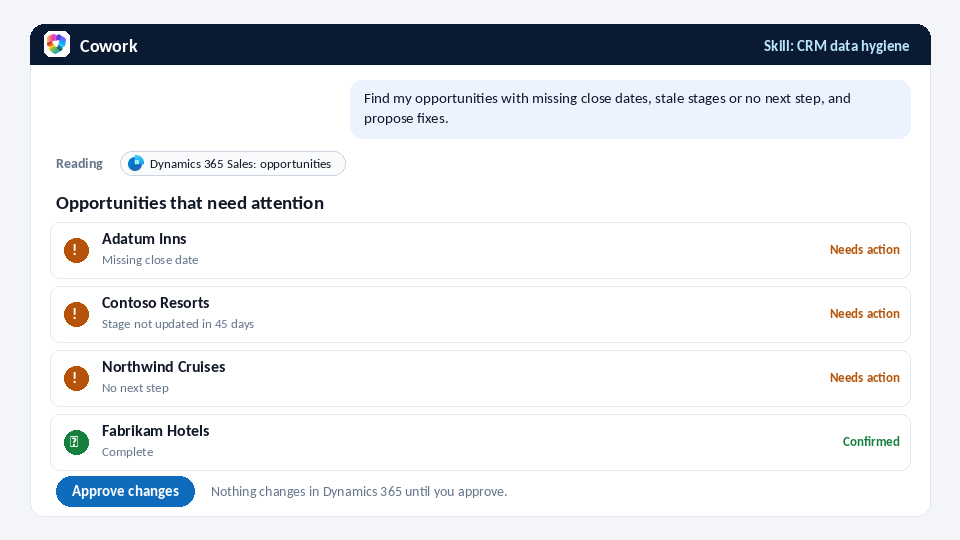 Cowork
Skill: CRM data hygiene
Find my opportunities with missing close dates, stale stages or no next step, and
propose fixes.
Reading
Dynamics 365 Sales: opportunities
Opportunities that need attention
!
Adatum Inns
Missing close date
Needs action
!
Contoso Resorts
Stage not updated in 45 days
Needs action
!
Northwind Cruises
No next step
Needs action
Fabrikam Hotels
Complete
Confirmed
Approve changes
Nothing changes in Dynamics 365 until you approve.